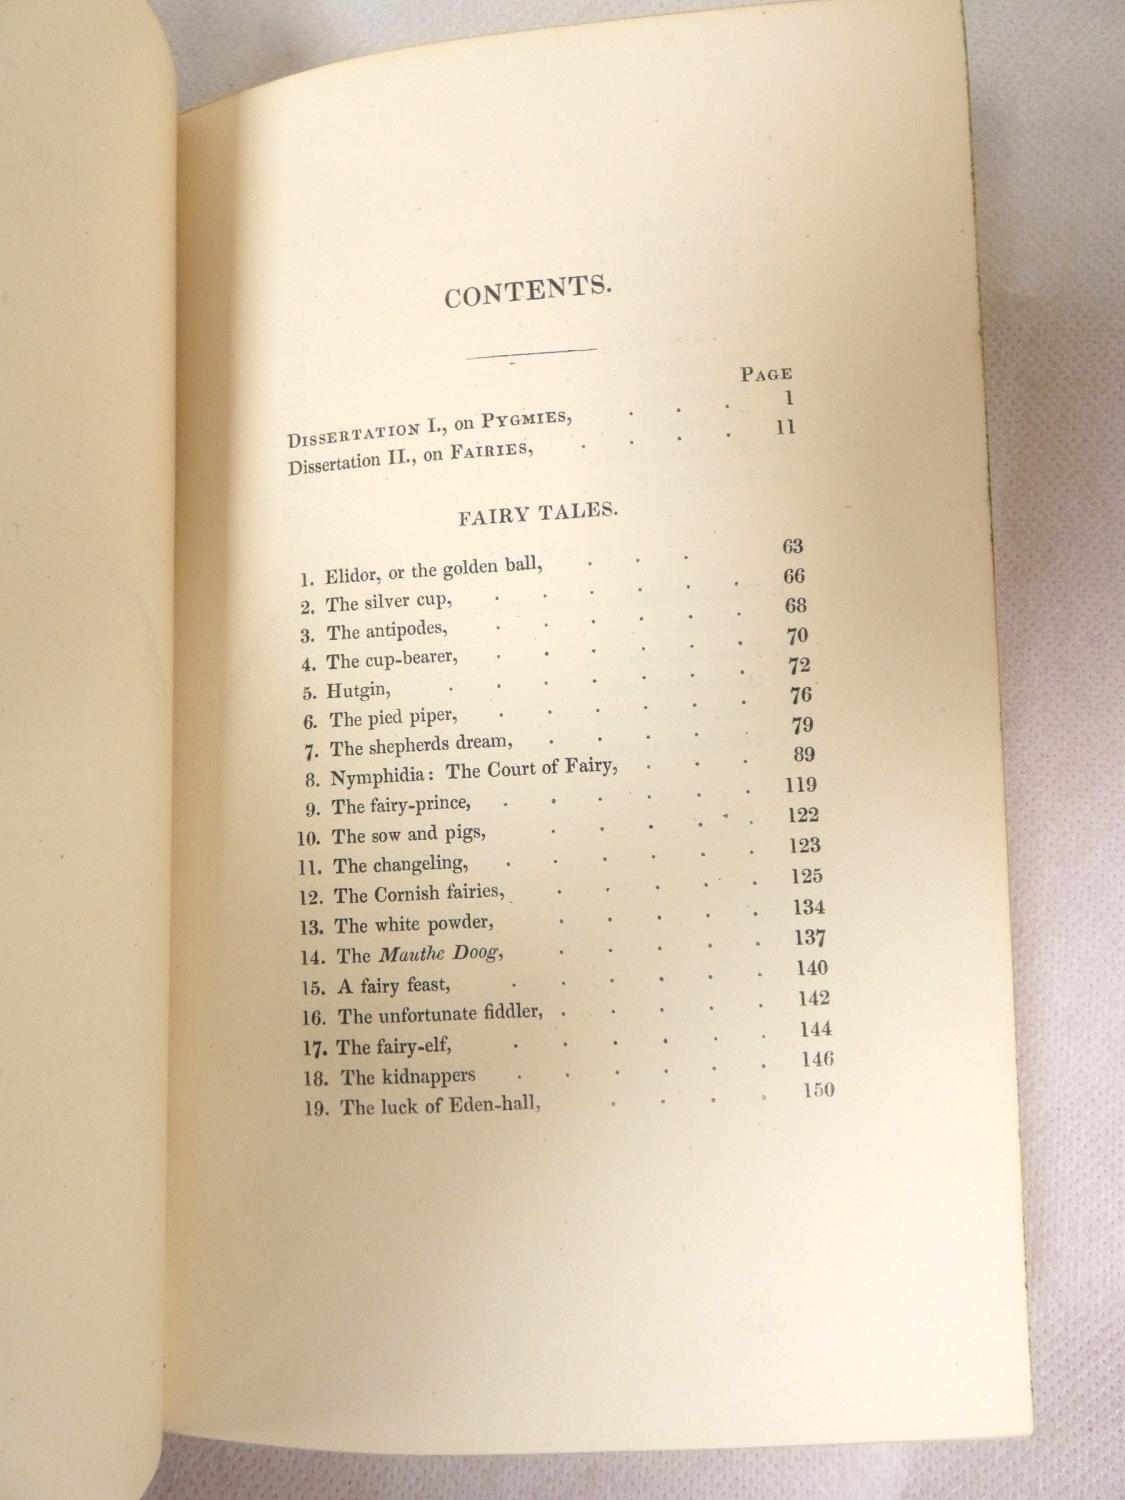 CONTENTS.
PAGE
DISSERTATION I., on PYGMIES, . . . 1
Dissertation II., on FAIRIES, . . . . 11
FAIRY TALES.
1. Elidor, or the golden ball, . . . 63
2. The silver cup, . . . . . . 66
3. The antipodes, . . . . . . 68
4. The cup-bearer, . . . . . . 70
5. Hutgin, . . . . . . . 72
6. The pied piper, . . . . . . 76
7. The shepherds dream, . . . . . 79
8. Nymphidia: The Court of Fairy, . . . 89
9. The fairy-prince, . . . . . . 119
10. The sow and pigs, . . . . . 122
11. The changeling, . . . . . . 123
12. The Cornish fairies, . . . . . 125
13. The white powder, . . . . . 134
14. The Mauthe Doog, . . . . . 137
15. A fairy feast, . . . . . . 140
16. The unfortunate fiddler, . . . . . 142
17. The fairy-elf, . . . . . . 144
18. The kidnappers . . . . . . 146
19. The luck of Eden-hall, . . . . 150